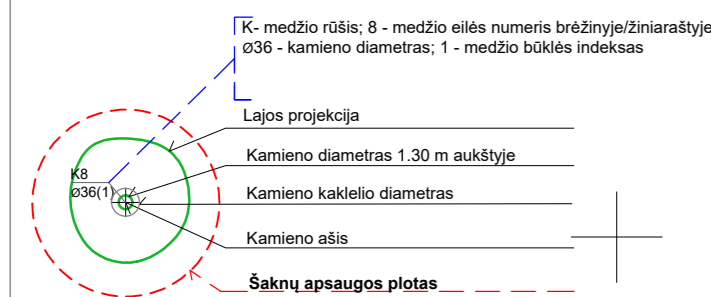 K- medžio rūšis; 8 - medžio eilės numeris brėžinyje/žiniaraštyje
Ø36 - kamieno diametras; 1 - medžio būklės indeksas
Lajos projekcija
Kamieno diametras 1.30 m aukštyje
K8
Ø36(1)
Kamieno kaklelio diametras
Kamieno ašis
Šaknų apsaugos plotas